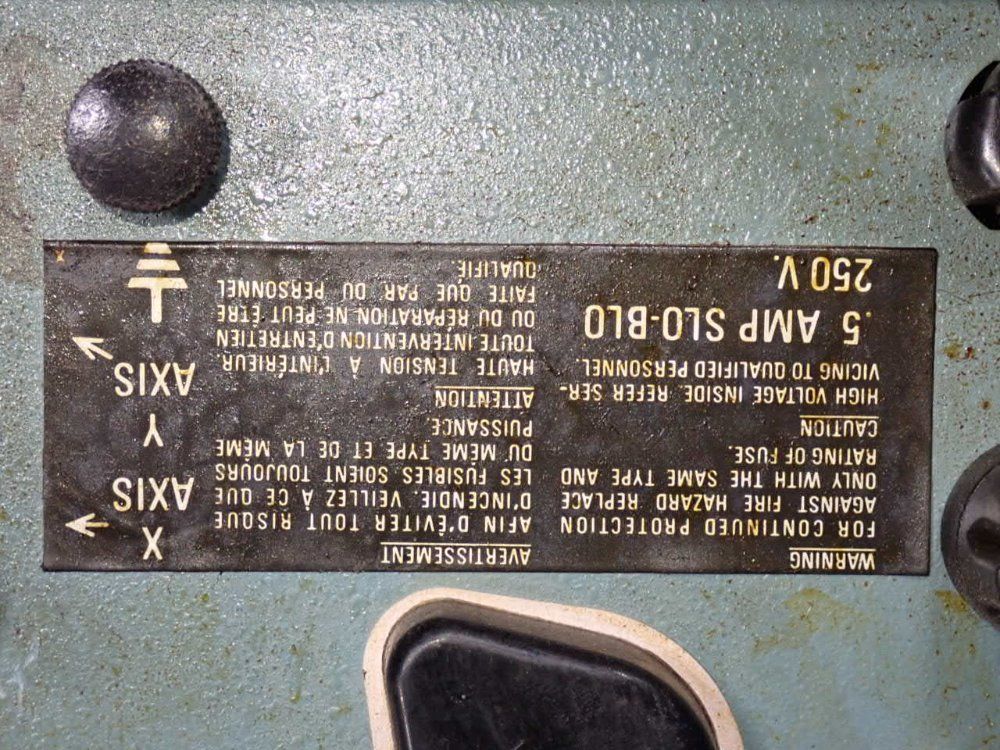 WARNING
FOR CONTINUED PROTECTION
AGAINST FIRE HAZARD REPLACE
ONLY WITH THE SAME TYPE AND
RATING OF FUSE.
CAUTION
HIGH VOLTAGE INSIDE. REFER SER-
VICING TO QUALIFIED PERSONNEL.
.5 AMP SLO-BLO
250 V.
AVERTISSEMENT
AFIN D'ÉVITER TOUT RISQUE
D'INCENDIE. VEILLEZ À CE QUE
LES FUSIBLES SOIENT TOUJOURS
DU MEME TYPE ET DE LA MÊME
PUISSANCE
ATTENTION
HAUTE TENSION À L'INTÉRIEUR.
TOUTE INTERVENTION D'ENTRETIEN
OU DU RÉPARATION NE PEUT ÊTRE
FAITE QUE PAR DU PERSONNEL
QUALIFIE.
X
AXIS
Y
AXIS